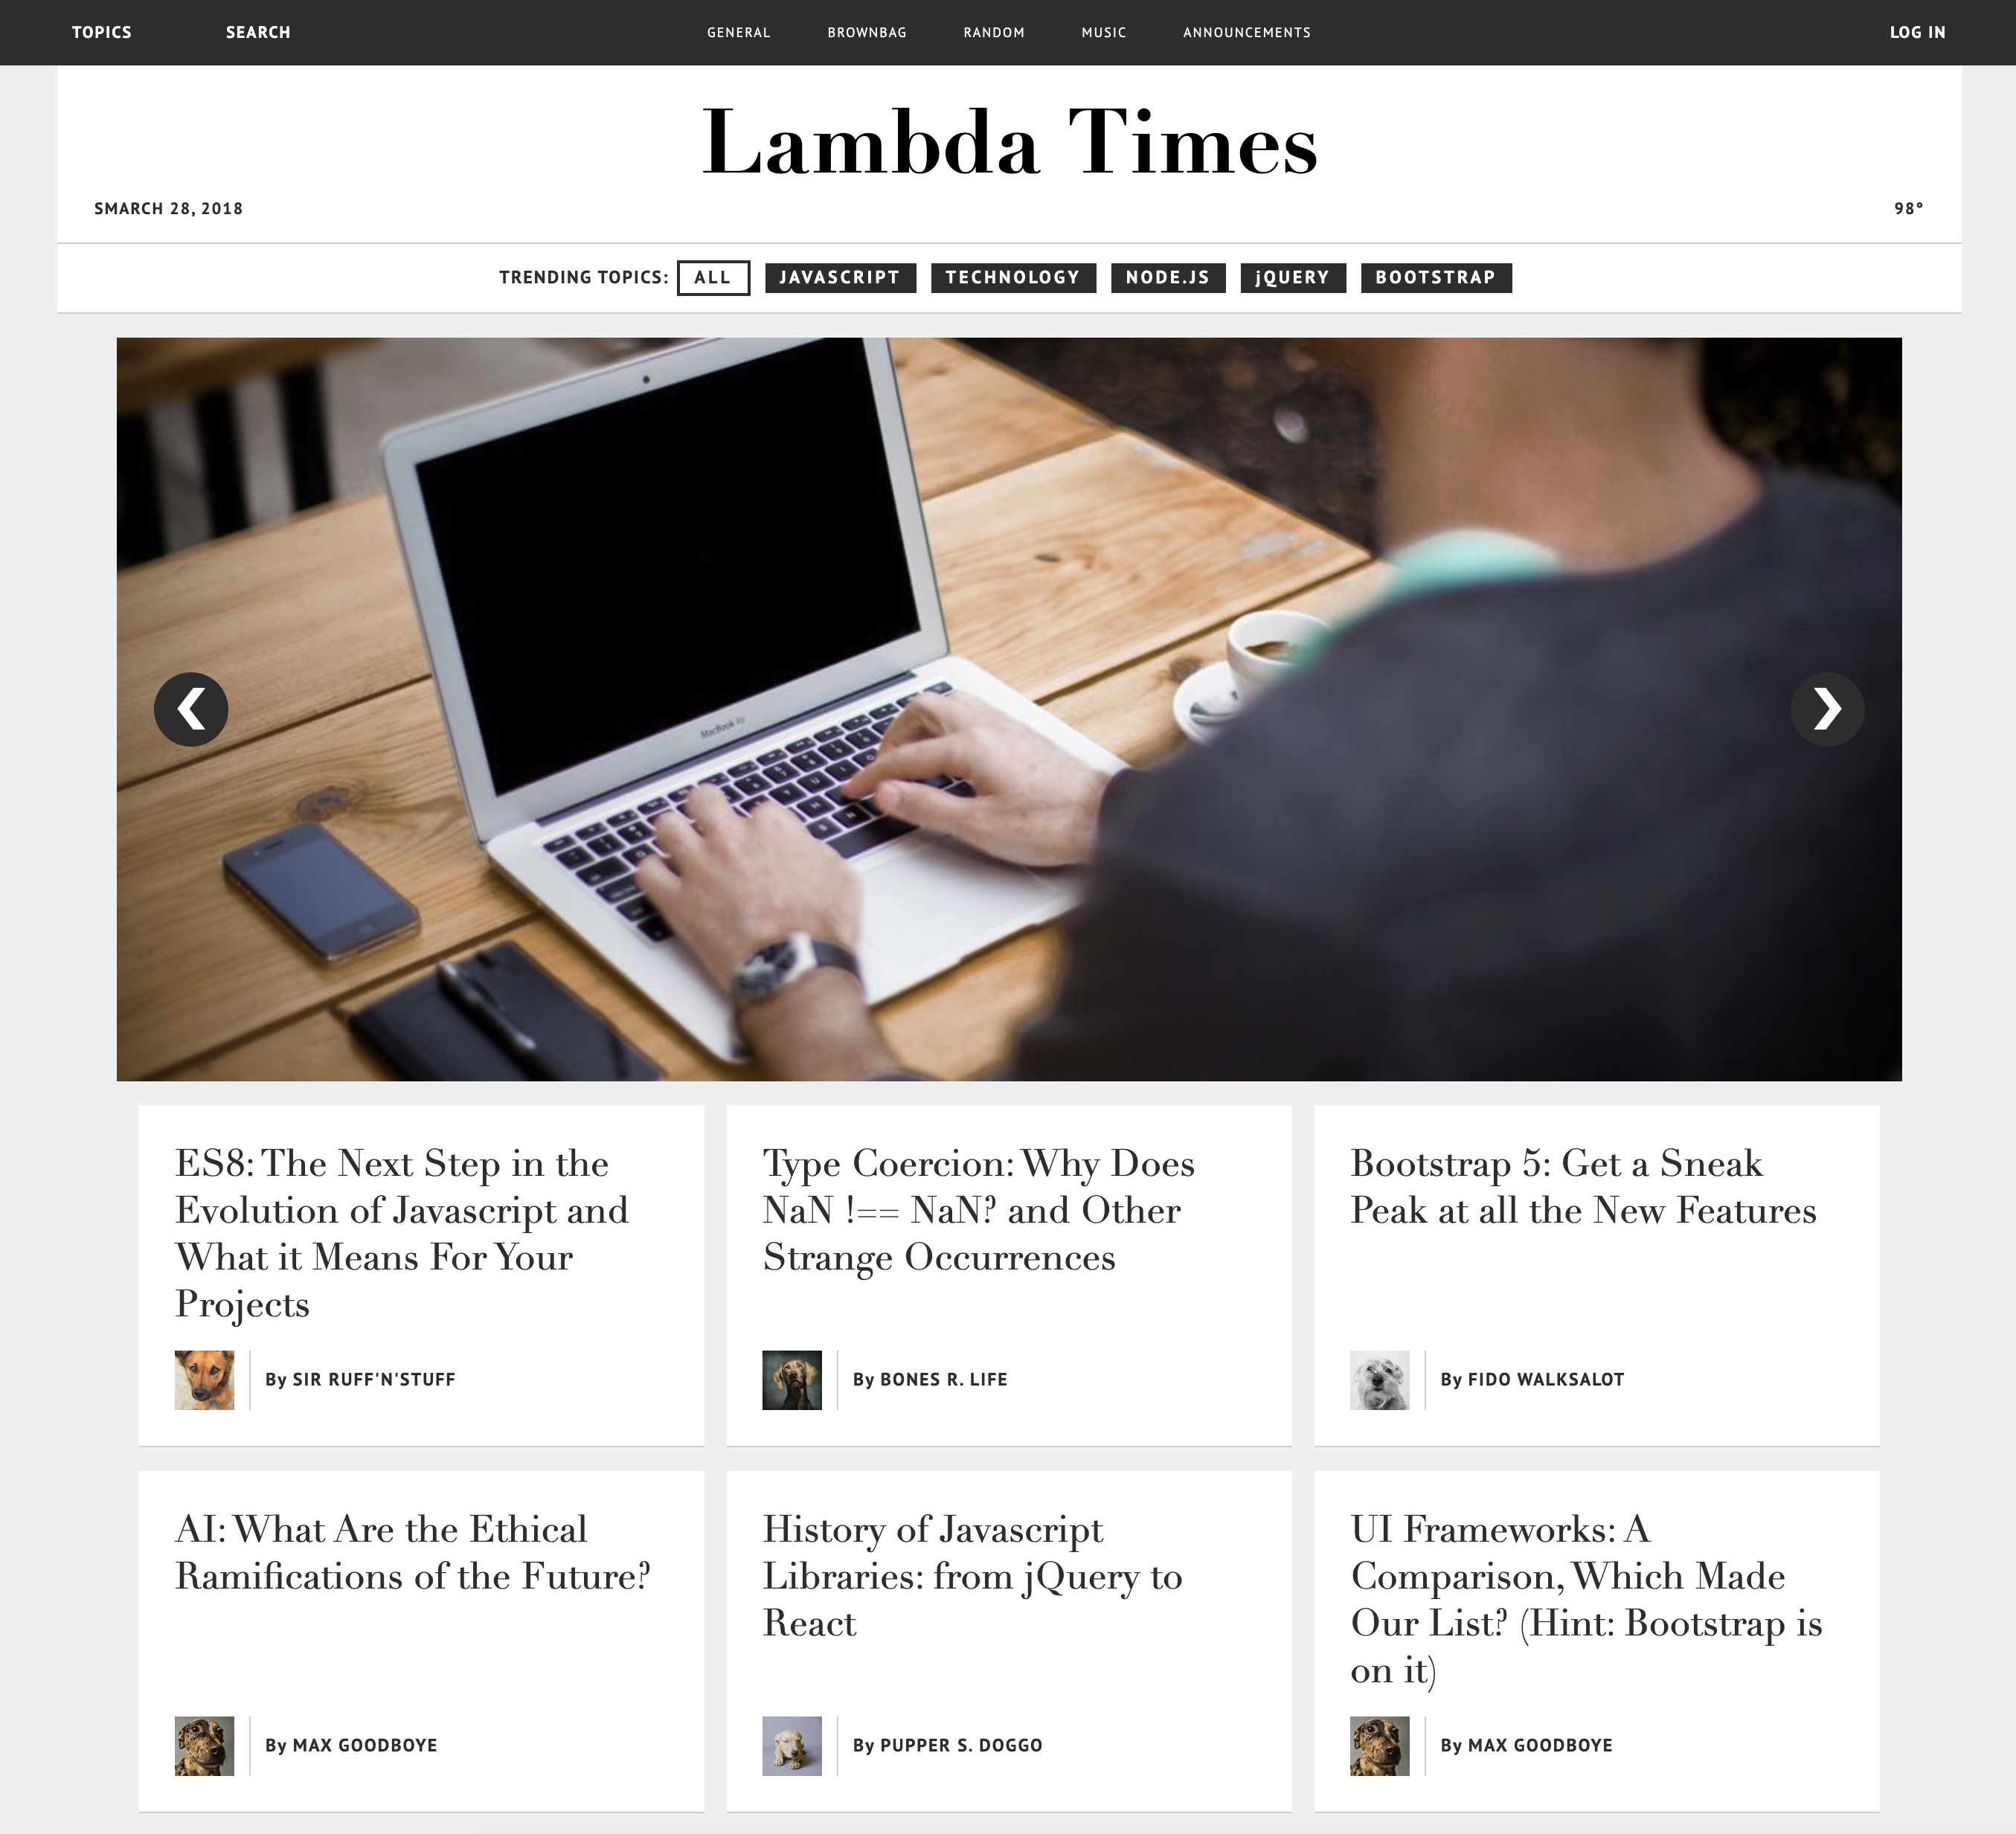 TOPICS SEARCH GENERAL BROWNBAG RANDOM MUSIC ANNOUNCEMENTS LOG IN
Lambda Times
SMARCH 28, 2018 98°
TRENDING TOPICS: ALL JAVASCRIPT TECHNOLOGY NODE.JS jQUERY BOOTSTRAP
MacBook Air
ES8: The Next Step in the
Evolution of Javascript and
What it Means For Your
Projects
By SIR RUFF'N'STUFF
Type Coercion: Why Does
NaN !== NaN? and Other
Strange Occurrences
By BONES R. LIFE
Bootstrap 5: Get a Sneak
Peak at all the New Features
By FIDO WALKSALOT
AI: What Are the Ethical
Ramifications of the Future?
By MAX GOODBOYE
History of Javascript
Libraries: from jQuery to
React
By PUPPER S. DOGGO
UI Frameworks: A
Comparison, Which Made
Our List? (Hint: Bootstrap is
on it)
By MAX GOODBOYE